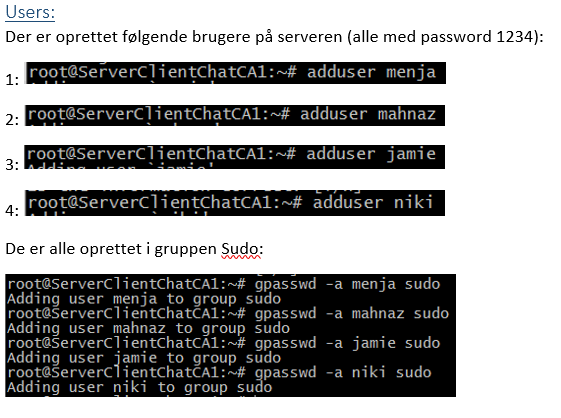 Users:
Der er oprettet følgende brugere på serveren (alle med password 1234):
1: root@ServerClientChatCA1:~# adduser menja
2: root@ServerClientChatCA1:~# adduser mahnaz
3: root@ServerClientChatCA1:~# adduser jamie
Adding user `jamie'
4: root@ServerClientChatCA1:~# adduser niki
De er alle oprettet i gruppen Sudo:
root@ServerClientChatCA1:~# gpasswd -a menja sudo
Adding user menja to group sudo
root@ServerClientChatCA1:~# gpasswd -a mahnaz sudo
Adding user mahnaz to group sudo
root@ServerClientChatCA1:~# gpasswd -a jamie sudo
Adding user jamie to group sudo
root@ServerClientChatCA1:~# gpasswd -a niki sudo
Adding user niki to group sudo